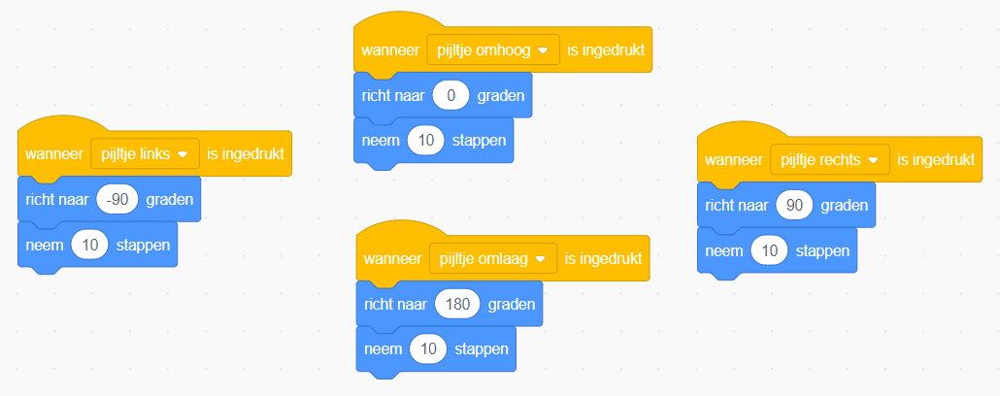 wanneer pijltje omhoog is ingedrukt
richt naar 0 graden
neem 10 stappen
wanneer pijltje links is ingedrukt
richt naar -90 graden
neem 10 stappen
wanneer pijltje rechts is ingedrukt
richt naar 90 graden
neem 10 stappen
wanneer pijltje omlaag is ingedrukt
richt naar 180 graden
neem 10 stappen